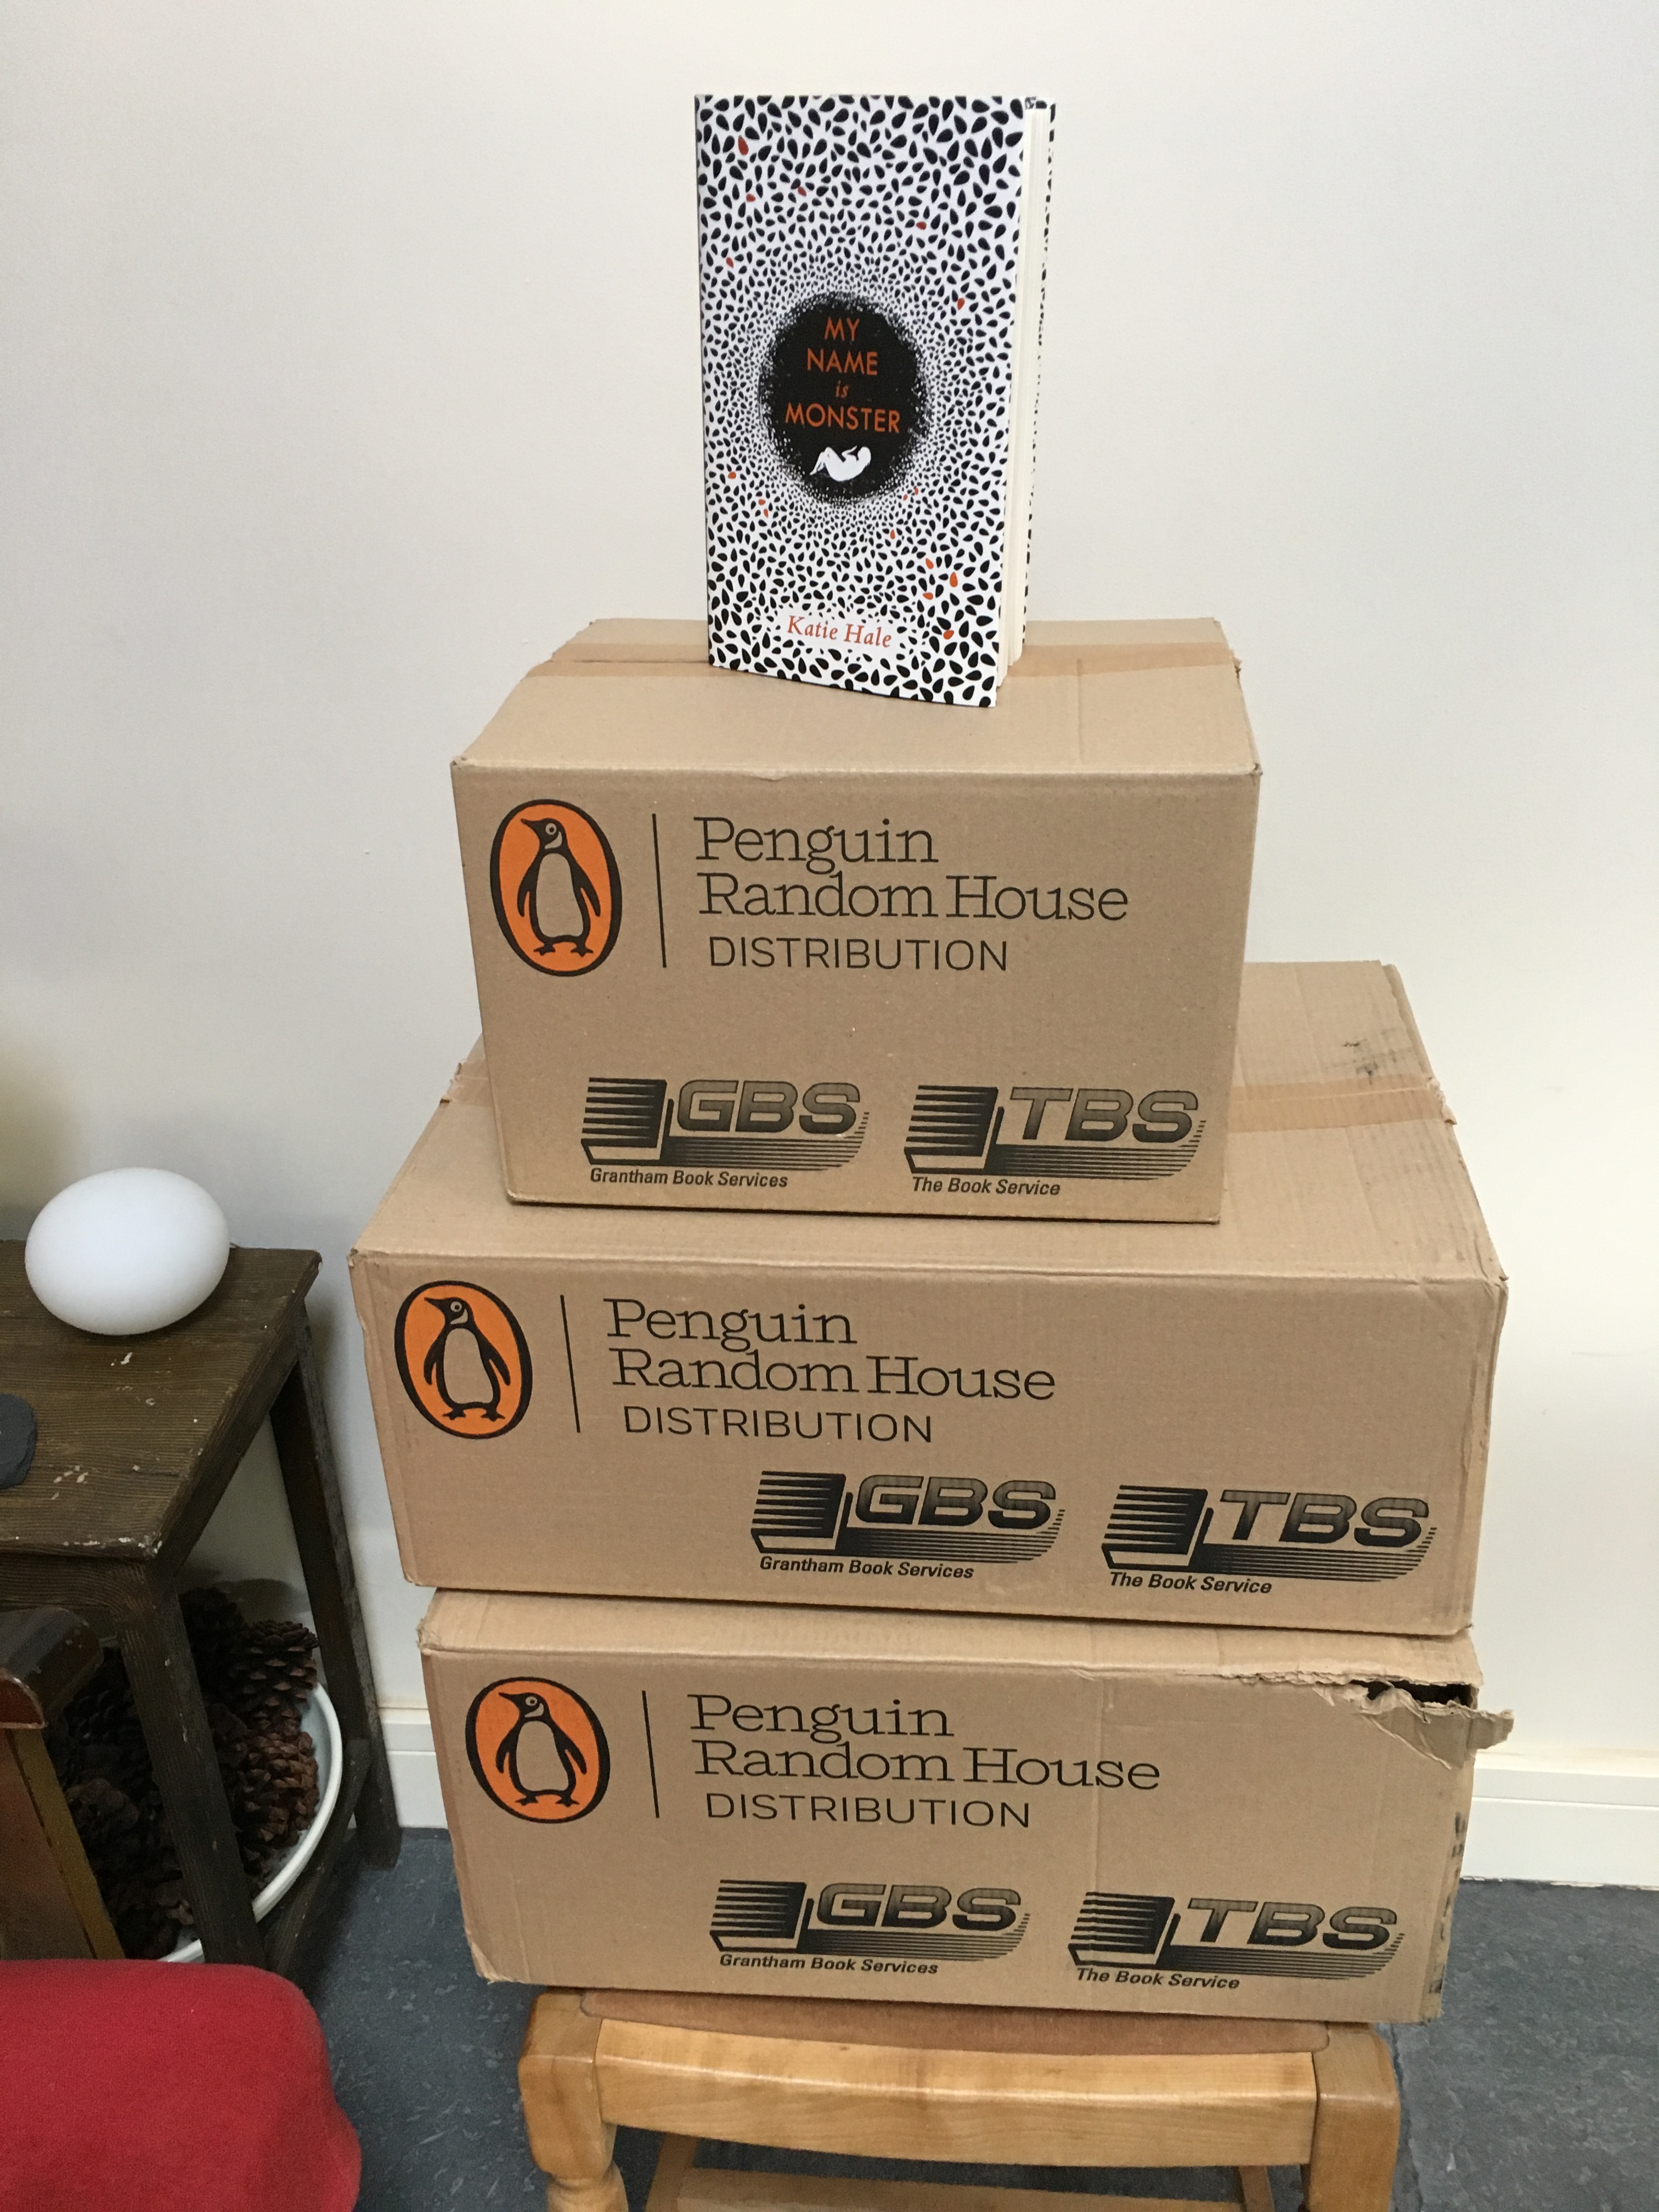 MY
NAME
is
MONSTER
Katie Hale
Penguin
Random House
DISTRIBUTION
GBS
Grantham Book Services
TBS
The Book Service
Penguin
Random House
DISTRIBUTION
GBS
Grantham Book Services
TBS
The Book Service
Penguin
Random House
DISTRIBUTION
GBS
Grantham Book Services
TBS
The Book Service